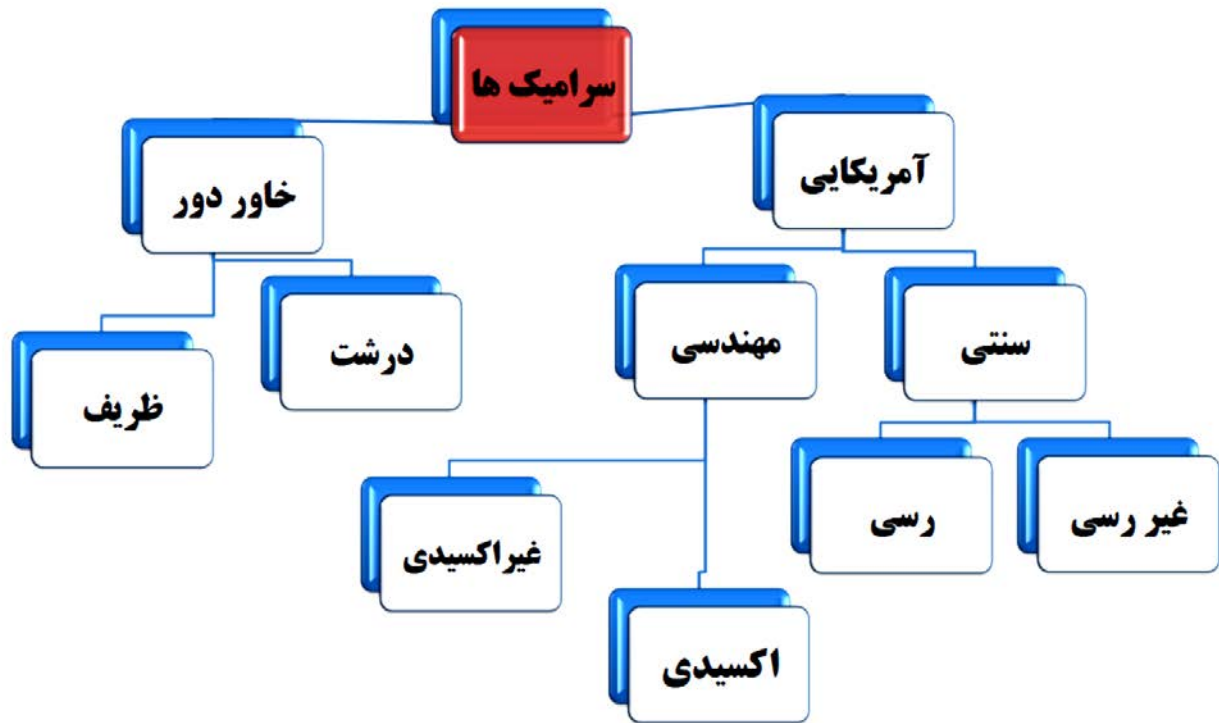 سرامیک ها
آمریکایی
خاور دور
سنتی
مهندسی
درشت
ظریف
غیر رسی
رسی
غیراکسیدی
اکسیدی